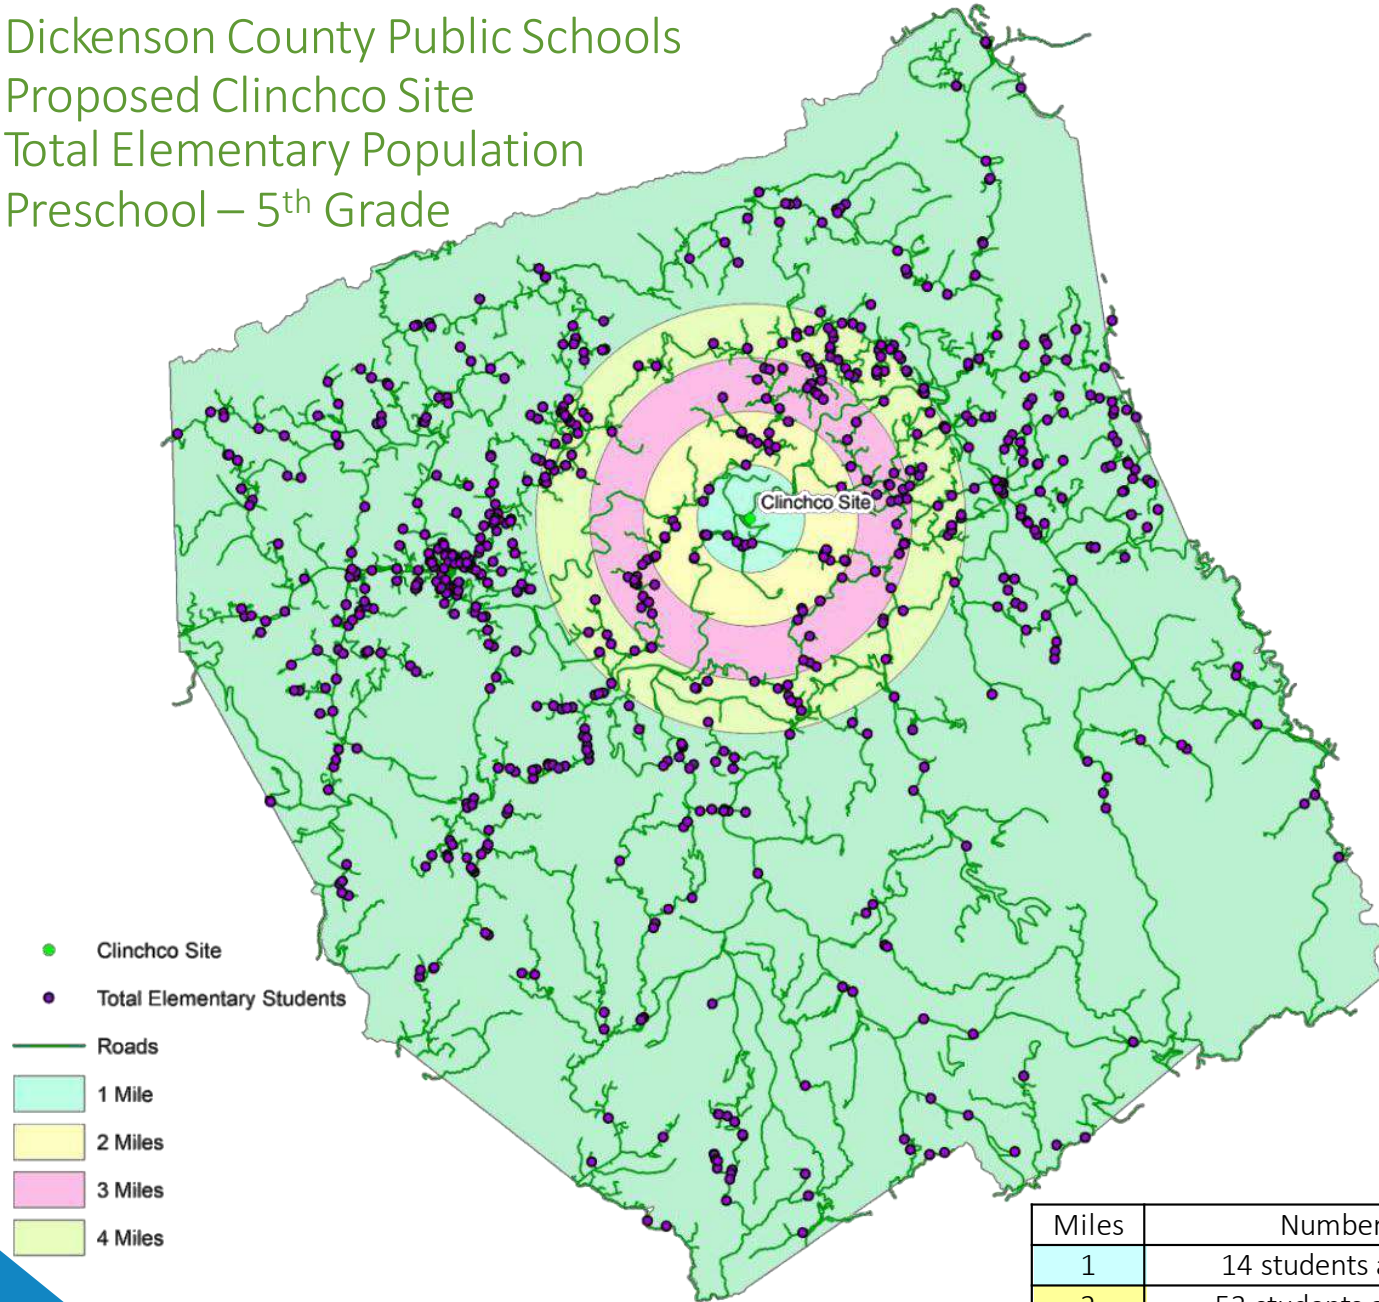 Dickenson County Public Schools
Proposed Clinchco Site
Total Elementary Population
Preschool – 5th Grade
Clinchco Site
Clinchco Site
Total Elementary Students
Roads
1 Mile
2 Miles
3 Miles
4 Miles
Miles Number
1 14 students